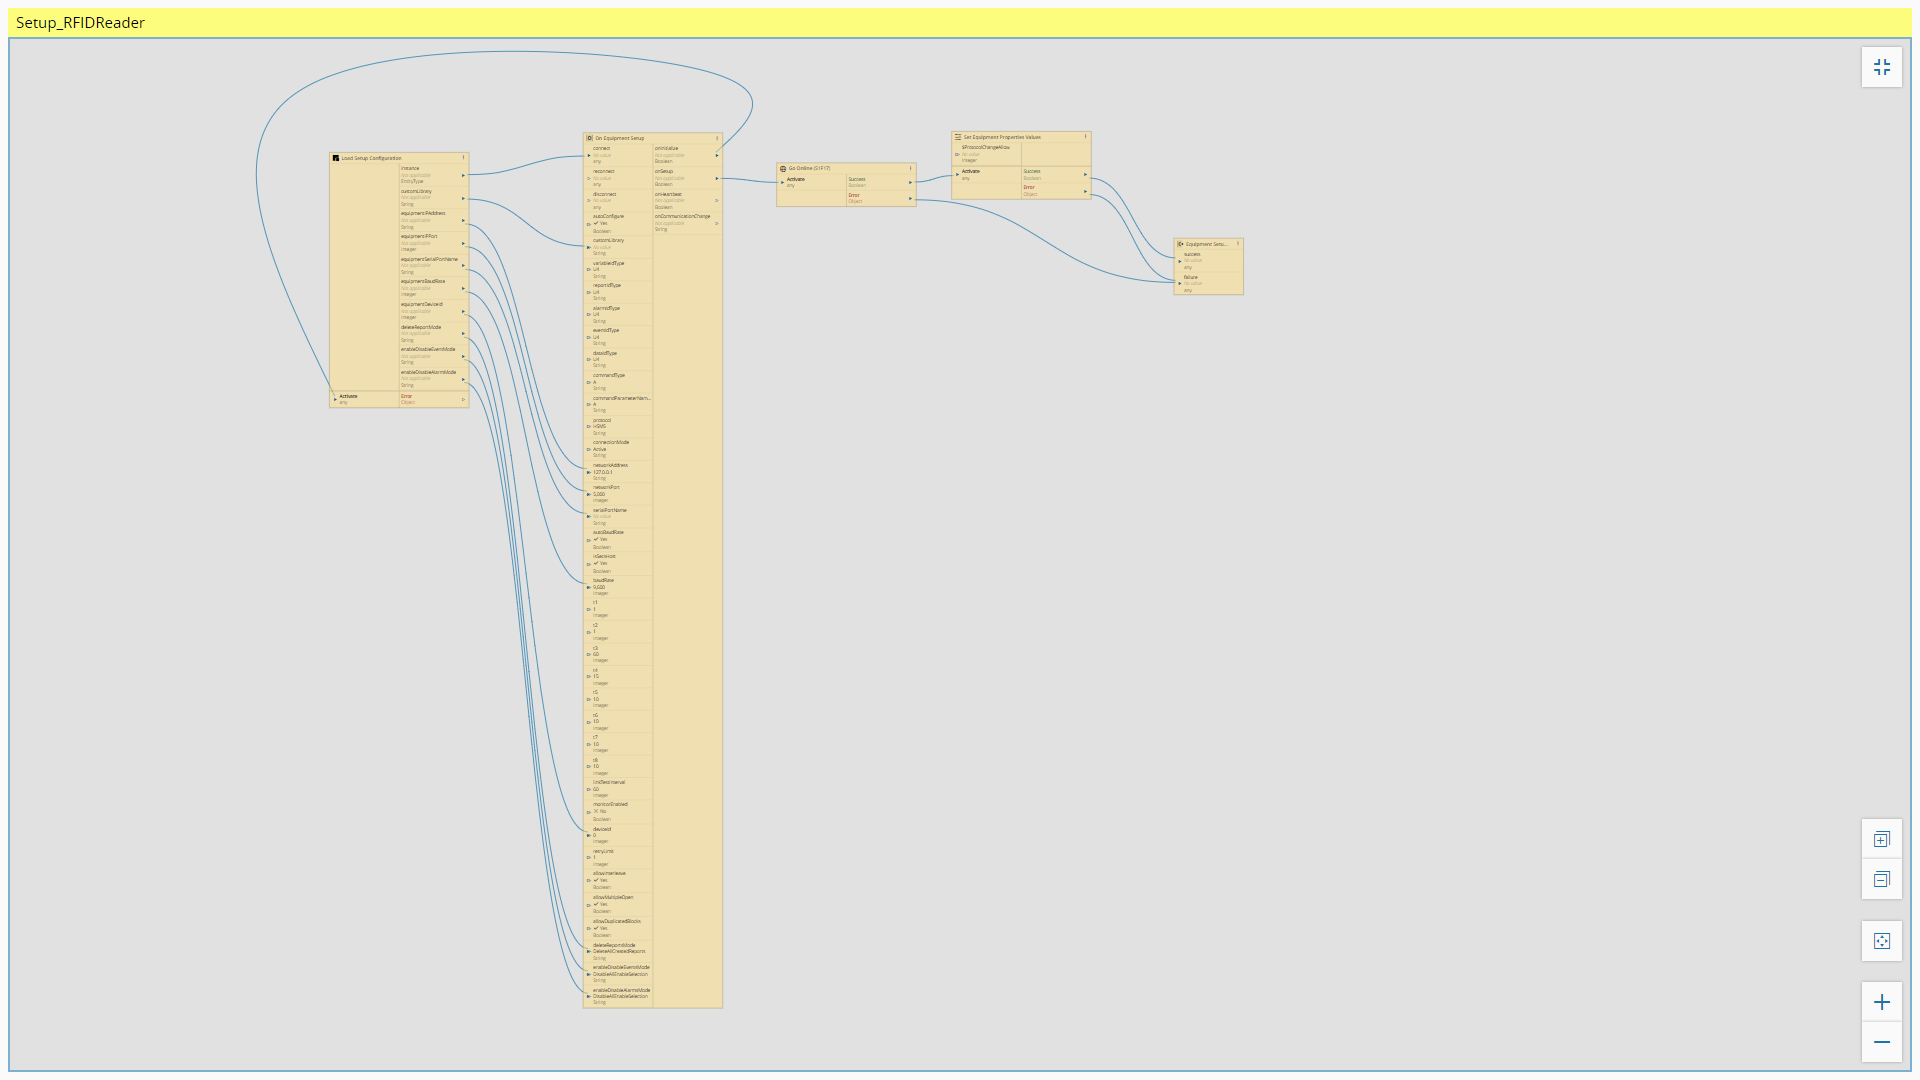 Setup_RFIDReader
Load Setup Configuration
instance
Not applicable
EntityType
customLibrary
Not applicable
String
equipmentIPAddress
Not applicable
String
equipmentIPPort
Not applicable
Integer
equipmentSerialPortName
Not applicable
String
equipmentBaudRate
Not applicable
Integer
equipmentDeviceId
Not applicable
Integer
deleteReportMode
Not applicable
String
enableDisableEventMode
Not applicable
String
enableDisableAlarmMode
Not applicable
String
Activate
any
Error
Object
On Equipment Setup
connect
No value
any
reconnect
No value
any
disconnect
No value
any
autoConfigure
Yes
Boolean
customLibrary
No value
String
variableIdType
U4
String
reportIdType
U4
String
alarmIdType
U4
String
eventIdType
U4
String
dataIdType
U4
String
commandType
A
String
commandParameterNam...
A
String
protocol
HSMS
String
connectionMode
Active
String
networkAddress
127.0.0.1
String
networkPort
5,000
Integer
serialPortName
No value
String
autoBaudRate
Yes
Boolean
isSecsHost
Yes
Boolean
baudRate
9,600
Integer
t1
1
Integer
t2
1
Integer
t3
60
Integer
t4
15
Integer
t5
10
Integer
t6
10
Integer
t7
10
Integer
t8
10
Integer
linkTestInterval
60
Integer
monitorEnabled
No
Boolean
deviceId
0
Integer
retryLimit
1
Integer
allowInterleave
Yes
Boolean
allowMultipleOpen
Yes
Boolean
allowDuplicatedBlocks
Yes
Boolean
deleteReportsMode
DeleteAllCreatedReports
String
enableDisableEventsMode
DisableAllEnableSelection
String
enableDisableAlarmsMode
DisableAllEnableSelection
String
onInitialize
Not applicable
Boolean
onSetup
Not applicable
Boolean
onHeartbeat
Not applicable
Boolean
onCommunicationChange
Not applicable
String
Go Online (S1F17)
Activate
any
Success
Boolean
Error
Object
Set Equipment Properties Values
$ProtocolChangeAllow
No value
Integer
Activate
any
Success
Boolean
Error
Object
Equipment Setu...
success
No value
any
failure
No value
any